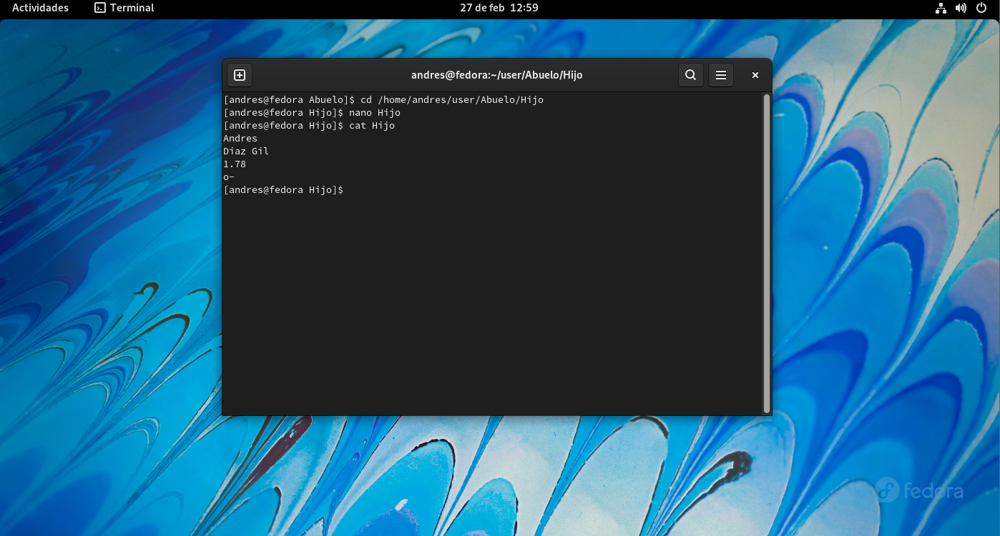 Actividades
Terminal
27 de feb 12:59
andres@fedora:~/user/Abuelo/Hijo
[andres@fedora Abuelo]$ cd /home/andres/user/Abuelo/Hijo
[andres@fedora Hijo]$ nano Hijo
[andres@fedora Hijo]$ cat Hijo
Andres
Diaz Gil
1.78
o-
[andres@fedora Hijo]$
fedora